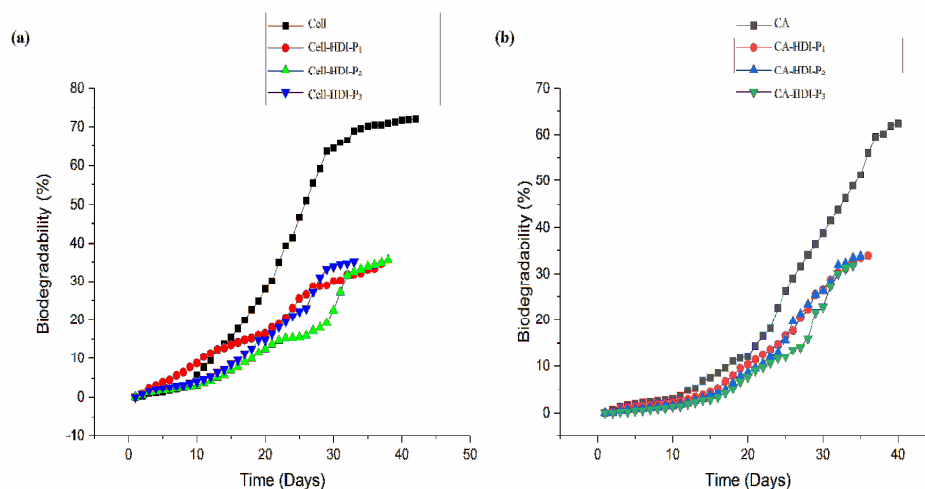 (a)
Cell
Cell-HDI-P1
Cell-HDI-P2
Cell-HDI-P3
80
70
60
50
40
30
20
10
0
-10
Biodegradability (%)
0 10 20 30 40 50
Time (Days)
(b)
CA
CA-HDI-P1
CA-HDI-P2
CA-HDI-P3
70
60
50
40
30
20
10
0
Biodegradability (%)
0 10 20 30 40
Time (Days)